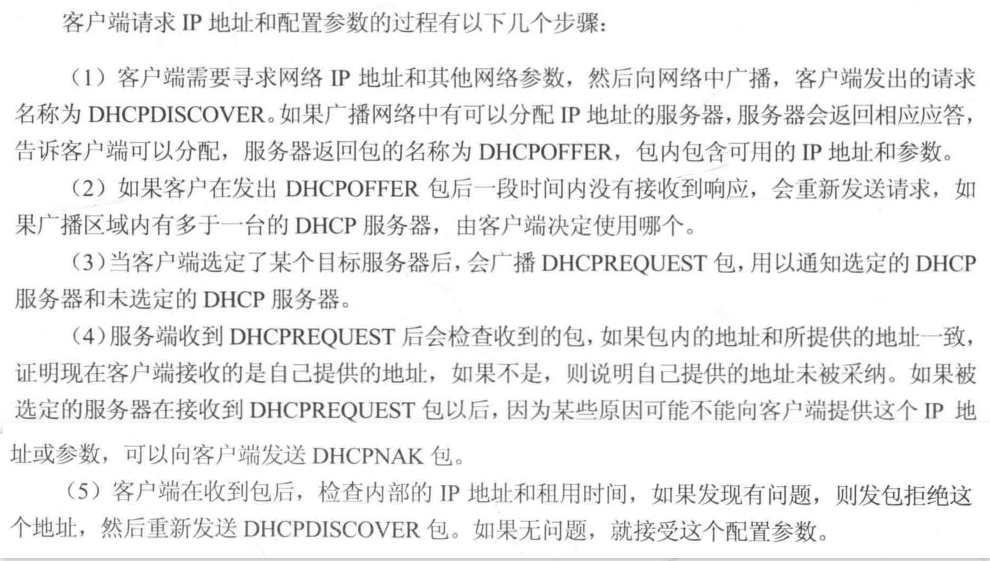 客户端请求 IP 地址和配置参数的过程有以下几个步骤：
（1）客户端需要寻求网络 IP 地址和其他网络参数，然后向网络中广播，客户端发出的请求
名称为 DHCPDISCOVER。如果广播网络中有可以分配 IP 地址的服务器，服务器会返回相应应答，
告诉客户端可以分配，服务器返回包的名称为 DHCPOFFER，包内包含可用的 IP 地址和参数。
（2）如果客户在发出 DHCPOFFER 包后一段时间内没有接收到响应，会重新发送请求，如
果广播区域内有多于一台的 DHCP 服务器，由客户端决定使用哪个。
（3）当客户端选定了某个目标服务器后，会广播 DHCPREQUEST 包，用以通知选定的 DHCP
服务器和未选定的 DHCP 服务器。
（4）服务端收到 DHCPREQUEST 后会检查收到的包，如果包内的地址和所提供的地址一致，
证明现在客户端接收的是自己提供的地址，如果不是，则说明自己提供的地址未被采纳。如果被
选定的服务器在接收到 DHCPREQUEST 包以后，因为某些原因可能不能向客户端提供这个 IP 地
址或参数，可以向客户端发送 DHCPNAK 包。
（5）客户端在收到包后，检查内部的 IP 地址和租用时间，如果发现有问题，则发包拒绝这
个地址，然后重新发送 DHCPDISCOVER 包。如果无问题，就接受这个配置参数。